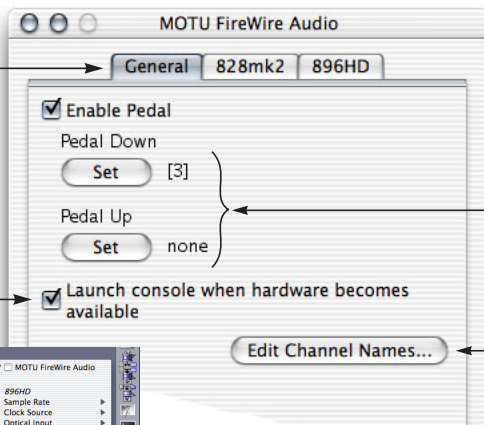 MOTU FireWire Audio
General 828mk2 896HD
Enable Pedal
Pedal Down
Set [3]
Pedal Up
Set none
Launch console when hardware becomes
available
Edit Channel Names...
MOTU FireWire Audio
896HD
Sample Rate
Clock Source
Optical Input